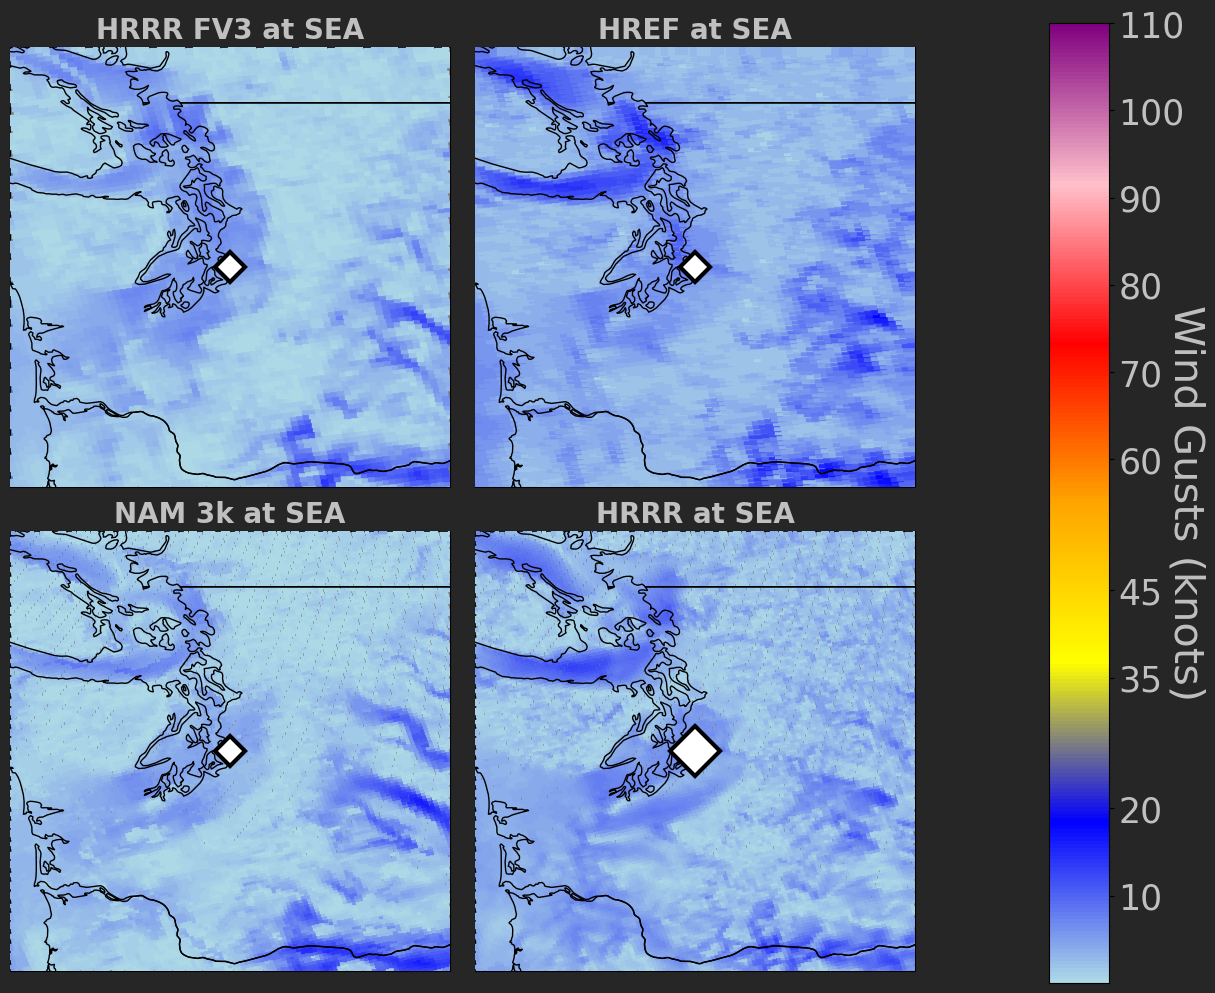 HRRR FV3 at SEA
HREF at SEA
NAM 3k at SEA
HRRR at SEA
110
100
90
80
70
60
45
35
20
10
Wind Gusts (knots)